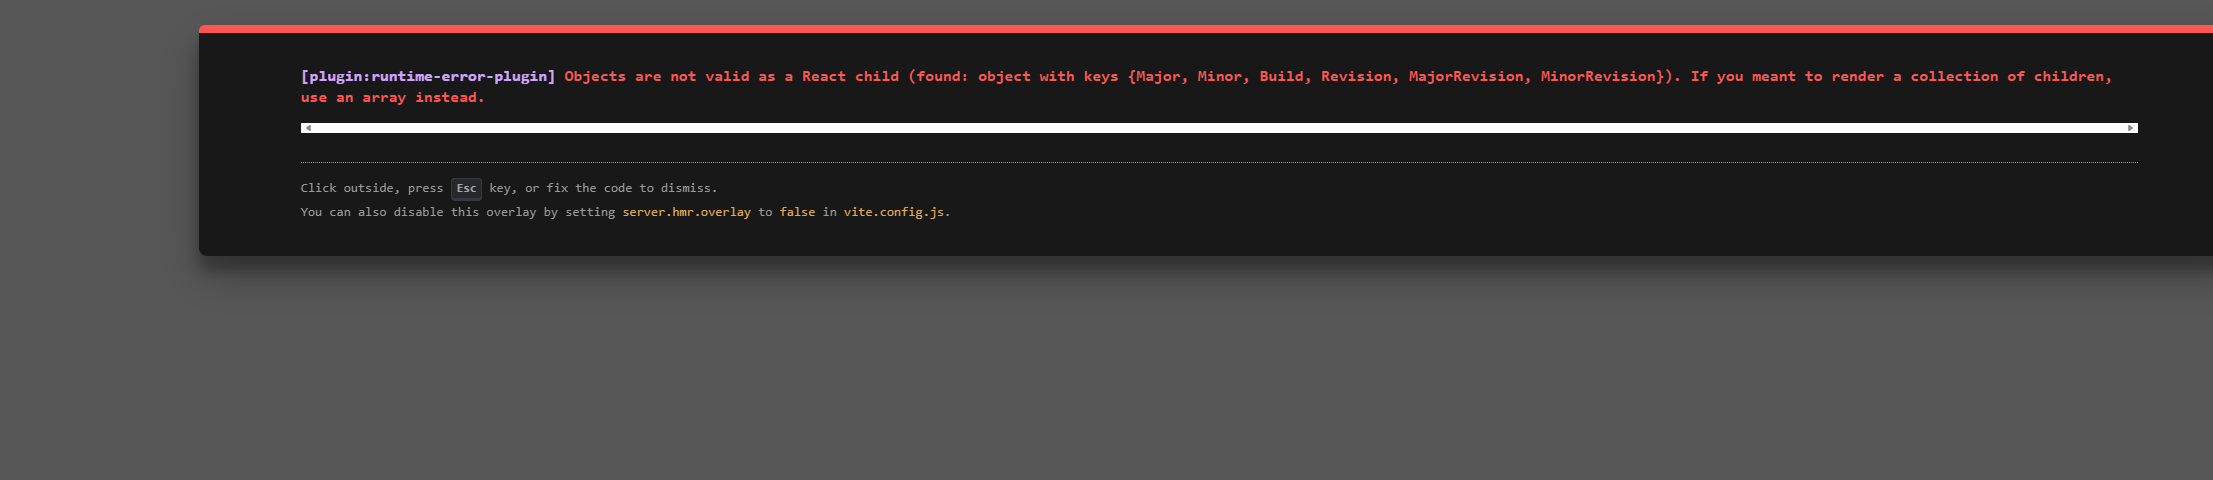 [plugin:runtime-error-plugin] Objects are not valid as a React child (found: object with keys {Major, Minor, Build, Revision, MajorRevision, MinorRevision}). If you meant to render a collection of children,
use an array instead.
Click outside, press Esc key, or fix the code to dismiss.
You can also disable this overlay by setting server.hmr.overlay to false in vite.config.js.